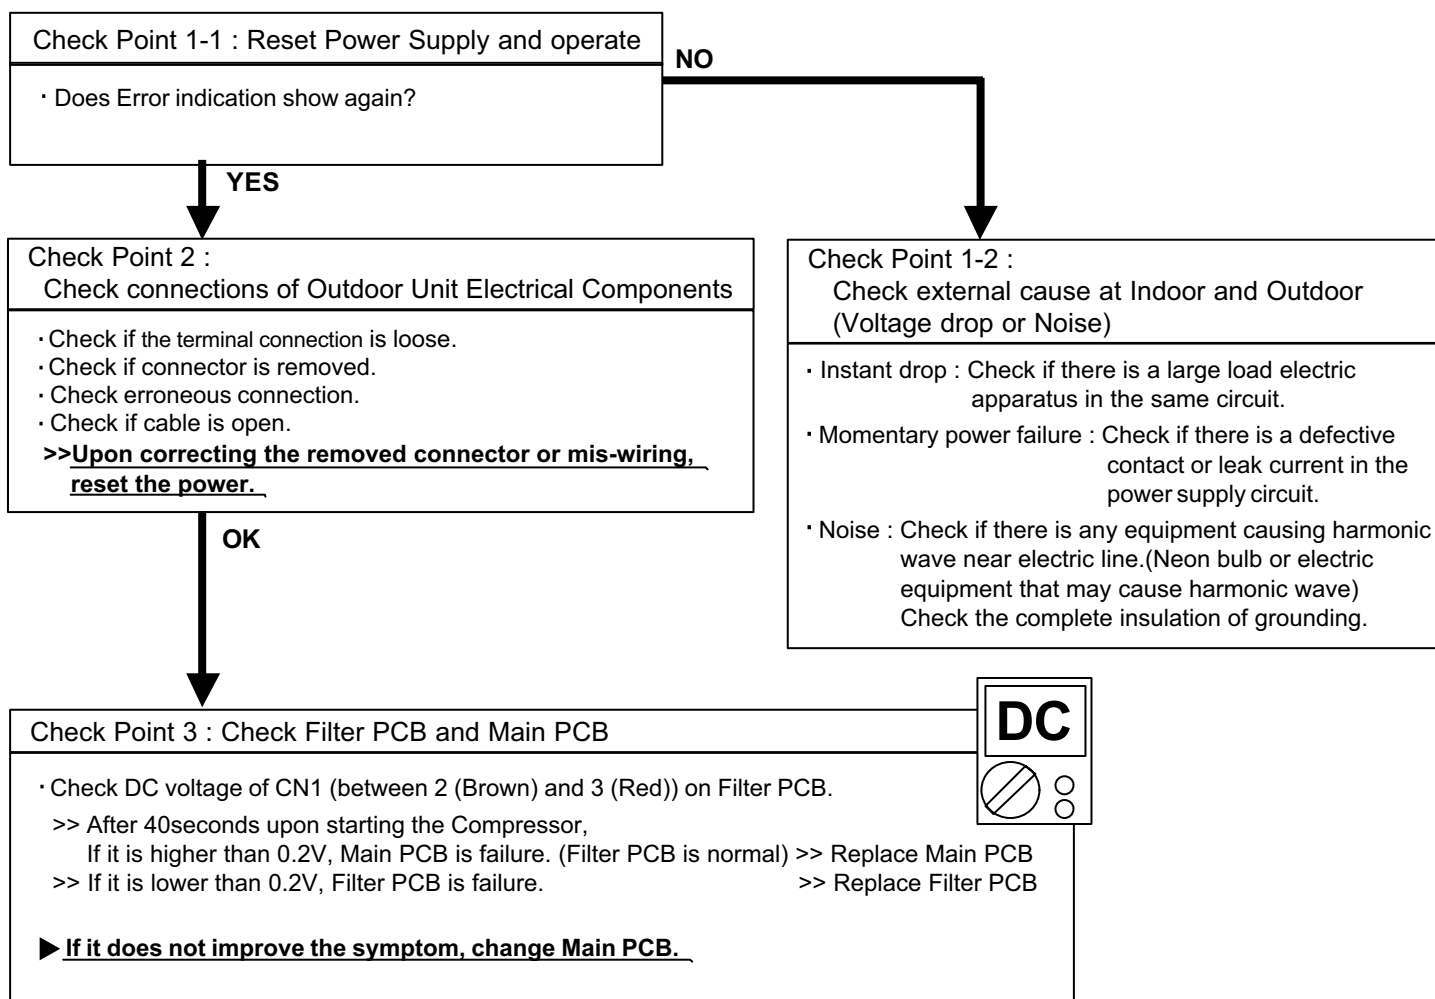 Check Point 1-1 : Reset Power Supply and operate
· Does Error indication show again?
NO
YES
Check Point 2 :
Check connections of Outdoor Unit Electrical Components
· Check if the terminal connection is loose.
· Check if connector is removed.
· Check erroneous connection.
· Check if cable is open.
>>Upon correcting the removed connector or mis-wiring,
reset the power.
OK
Check Point 1-2 :
Check external cause at Indoor and Outdoor
(Voltage drop or Noise)
· Instant drop : Check if there is a large load electric
apparatus in the same circuit.
· Momentary power failure : Check if there is a defective
contact or leak current in the
power supply circuit.
· Noise : Check if there is any equipment causing harmonic
wave near electric line.(Neon bulb or electric
equipment that may cause harmonic wave)
Check the complete insulation of grounding.
Check Point 3 : Check Filter PCB and Main PCB
DC
· Check DC voltage of CN1 (between 2 (Brown) and 3 (Red)) on Filter PCB.
>> After 40seconds upon starting the Compressor,
If it is higher than 0.2V, Main PCB is failure. (Filter PCB is normal) >> Replace Main PCB
>> If it is lower than 0.2V, Filter PCB is failure. >> Replace Filter PCB
▶ If it does not improve the symptom, change Main PCB.